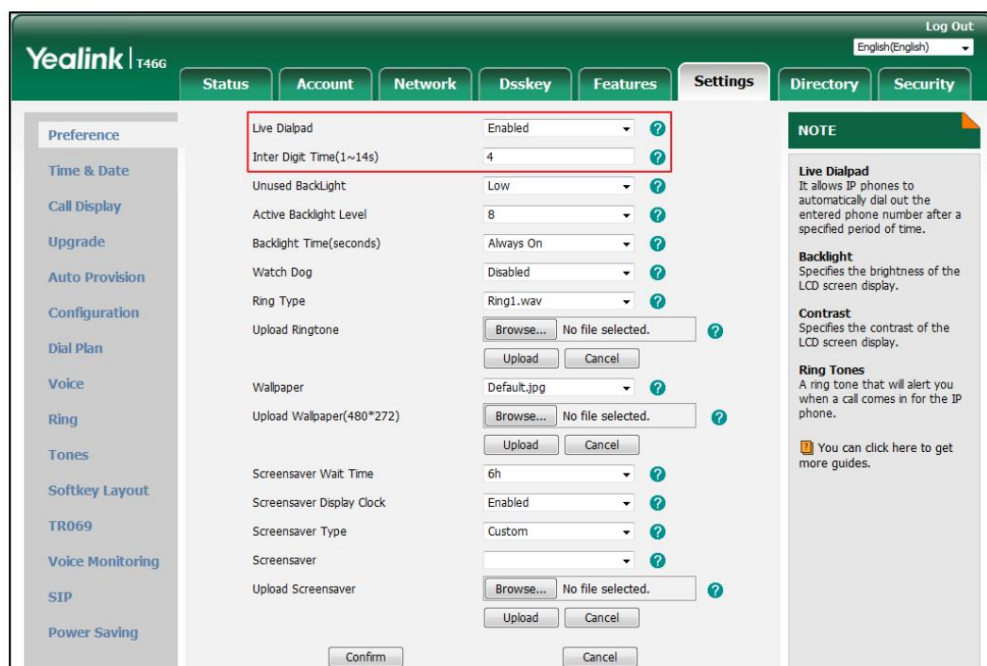 Log Out
Yealink T46G
English(English)
Status Account Network Dsskey Features Settings Directory Security
Preference
Time & Date
Call Display
Upgrade
Auto Provision
Configuration
Dial Plan
Voice
Ring
Tones
Softkey Layout
TR069
Voice Monitoring
SIP
Power Saving
Live Dialpad Enabled ?
Inter Digit Time(1~14s) 4 ?
Unused BackLight Low ?
Active Backlight Level 8 ?
Backlight Time(seconds) Always On ?
Watch Dog Disabled ?
Ring Type Ring1.wav ?
Upload Ringtone Browse... No file selected. ?
Upload Cancel
Wallpaper Default.jpg ?
Upload Wallpaper(480*272) Browse... No file selected. ?
Upload Cancel
Screensaver Wait Time 6h ?
Screensaver Display Clock Enabled ?
Screensaver Type Custom ?
Screensaver ?
Upload Screensaver Browse... No file selected. ?
Upload Cancel
Confirm Cancel
NOTE
Live Dialpad
It allows IP phones to
automatically dial out the
entered phone number after a
specified period of time.
Backlight
Specifies the brightness of the
LCD screen display.
Contrast
Specifies the contrast of the
LCD screen display.
Ring Tones
A ring tone that will alert you
when a call comes in for the IP
phone.
? You can click here to get
more guides.